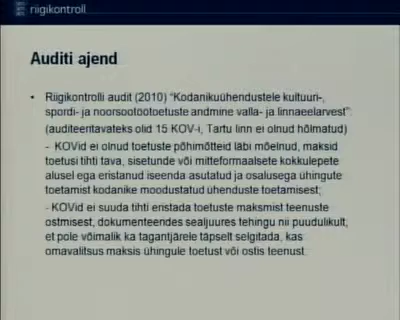 riigikontroll
Auditi ajend
• Riigikontrolli audit (2010) "Kodanikuühendustele kultuuri-,
spordi- ja noorsootöötoetuste andmine valla- ja linnaeelarvest":
(auditeeritavateks olid 15 KOV-i, Tartu linn ei olnud hõlmatud)
- KOVid ei olnud toetuste põhimõtteid läbi mõelnud, maksid
toetusi tihti tava, sisetunde või mitteformaalsete kokkulepete
alusel ega eristanud iseenda asutatud ja osalusega ühingute
toetamist kodanike moodustatud ühenduste toetamisest;
- KOVid ei suuda tihti eristada toetuste maksmist teenuste
ostmisest, dokumenteerides sealjuures tehingu nii puudulikult,
et pole võimalik ka tagantjärele täpselt selgitada, kas
omavalitsus maksis ühingule toetust või ostis teenust.